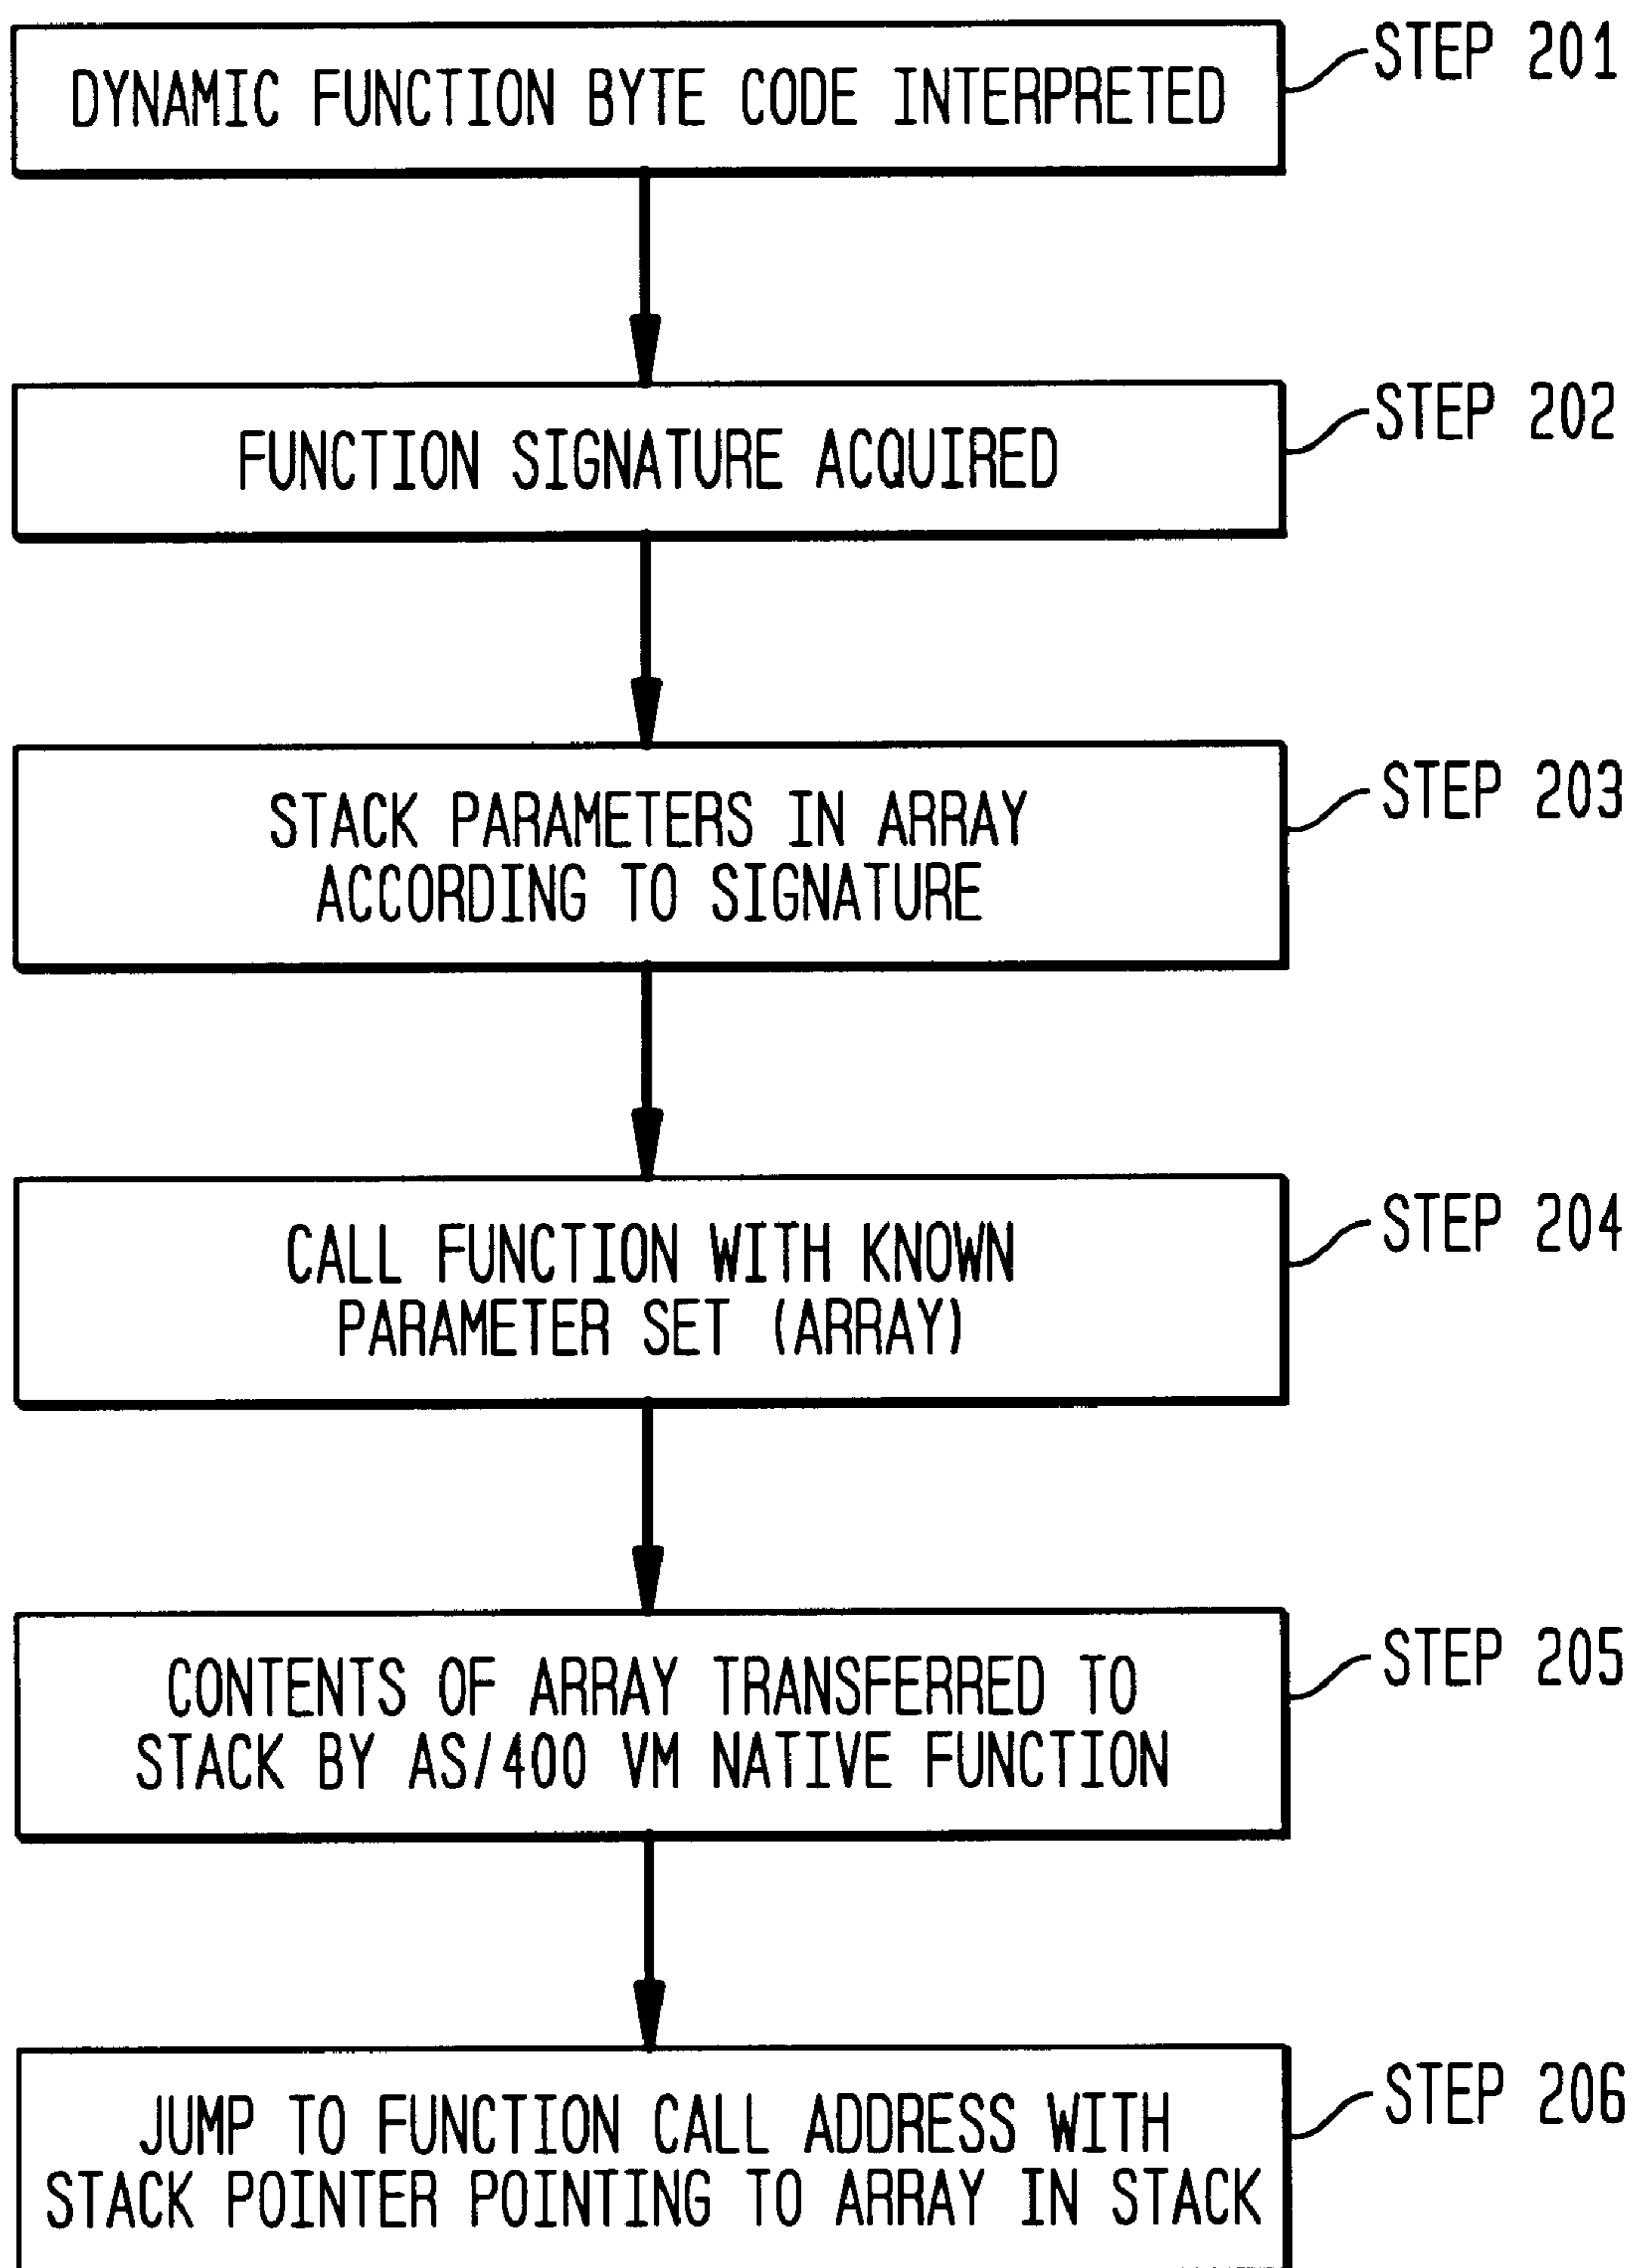 DYNAMIC FUNCTION BYTE CODE INTERPRETED
STEP 201
FUNCTION SIGNATURE ACQUIRED
STEP 202
STACK PARAMETERS IN ARRAY
ACCORDING TO SIGNATURE
STEP 203
CALL FUNCTION WITH KNOWN
PARAMETER SET (ARRAY)
STEP 204
CONTENTS OF ARRAY TRANSFERRED TO
STACK BY AS/400 VM NATIVE FUNCTION
STEP 205
JUMP TO FUNCTION CALL ADDRESS WITH
STACK POINTER POINTING TO ARRAY IN STACK
STEP 206